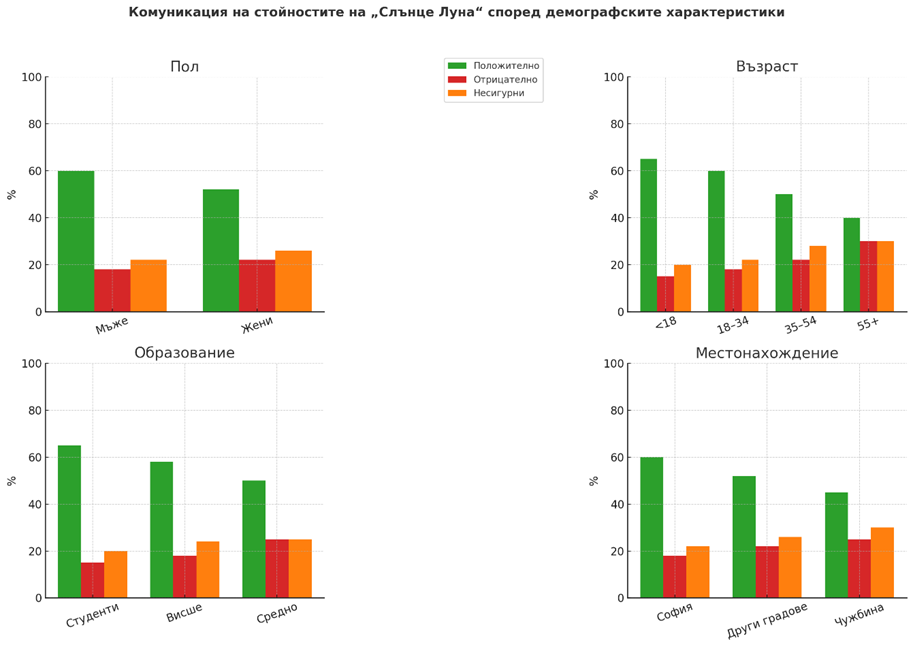 Комуникация на стойностите на „Слънце Луна“ според демографските характеристики
Пол
100
80
60
40
20
0
%
Мъже
Жени
Положително
Отрицателно
Несигурни
Възраст
100
80
60
40
20
0
%
<18
18–34
35–54
55+
Образование
100
80
60
40
20
0
%
Студенти
Висше
Средно
Местонахождение
100
80
60
40
20
0
%
София
Други градове
Чужбина